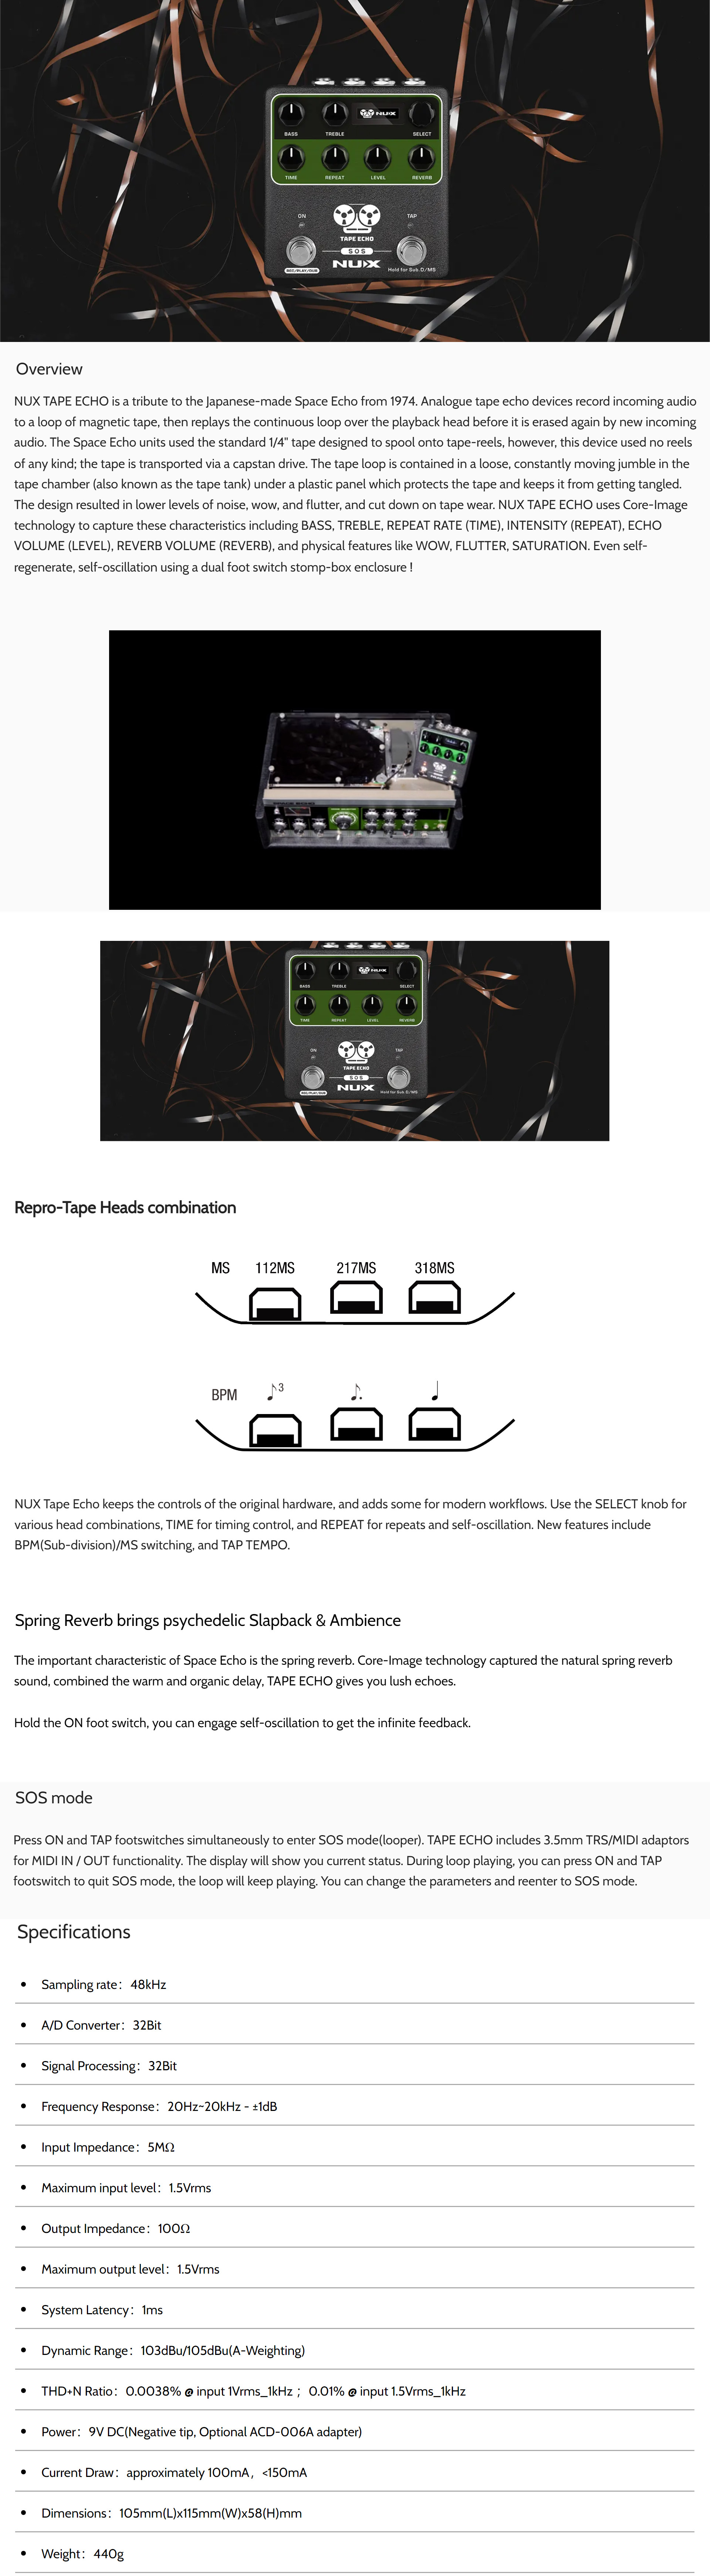 NUX
BASS TREBLE SELECT
TIME REPEAT LEVEL REVERB
ON TAP
TAPE ECHO
SOS
NUX
REC/PLAY/DUB Hold for Sub.D/MS
Overview
NUX TAPE ECHO is a tribute to the Japanese-made Space Echo from 1974. Analogue tape echo devices record incoming audio
to a loop of magnetic tape, then replays the continuous loop over the playback head before it is erased again by new incoming
audio. The Space Echo units used the standard 1/4" tape designed to spool onto tape-reels, however, this device used no reels
of any kind; the tape is transported via a capstan drive. The tape loop is contained in a loose, constantly moving jumble in the
tape chamber (also known as the tape tank) under a plastic panel which protects the tape and keeps it from getting tangled.
The design resulted in lower levels of noise, wow, and flutter, and cut down on tape wear. NUX TAPE ECHO uses Core-Image
technology to capture these characteristics including BASS, TREBLE, REPEAT RATE (TIME), INTENSITY (REPEAT), ECHO
VOLUME (LEVEL), REVERB VOLUME (REVERB), and physical features like WOW, FLUTTER, SATURATION. Even self-
regenerate, self-oscillation using a dual foot switch stomp-box enclosure !
NUX
BASS TREBLE SELECT
TIME REPEAT LEVEL REVERB
ON TAP
TAPE ECHO
SOS
NUX
REC/PLAY/DUB Hold for Sub.D/MS
Repro-Tape Heads combination
MS 112MS 217MS 318MS
BPM 3
NUX Tape Echo keeps the controls of the original hardware, and adds some for modern workflows. Use the SELECT knob for
various head combinations, TIME for timing control, and REPEAT for repeats and self-oscillation. New features include
BPM(Sub-division)/MS switching, and TAP TEMPO.
Spring Reverb brings psychedelic Slapback & Ambience
The important characteristic of Space Echo is the spring reverb. Core-Image technology captured the natural spring reverb
sound, combined the warm and organic delay, TAPE ECHO gives you lush echoes.
Hold the ON foot switch, you can engage self-oscillation to get the infinite feedback.
SOS mode
Press ON and TAP footswitches simultaneously to enter SOS mode(looper). TAPE ECHO includes 3.5mm TRS/MIDI adaptors
for MIDI IN / OUT functionality. The display will show you current status. During loop playing, you can press ON and TAP
footswitch to quit SOS mode, the loop will keep playing. You can change the parameters and reenter to SOS mode.
Specifications
• Sampling rate：48kHz
• A/D Converter：32Bit
• Signal Processing：32Bit
• Frequency Response：20Hz~20kHz - ±1dB
• Input Impedance：5MΩ
• Maximum input level：1.5Vrms
• Output Impedance：100Ω
• Maximum output level：1.5Vrms
• System Latency：1ms
• Dynamic Range：103dBu/105dBu(A-Weighting)
• THD+N Ratio：0.0038% @ input 1Vrms_1kHz；0.01% @ input 1.5Vrms_1kHz
• Power：9V DC(Negative tip, Optional ACD-006A adapter)
• Current Draw：approximately 100mA，<150mA
• Dimensions：105mm(L)x115mm(W)x58(H)mm
• Weight：440g